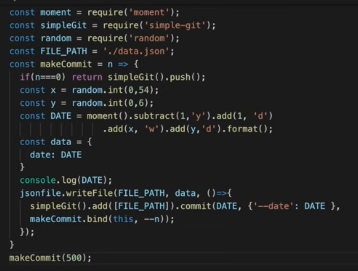 const moment = require('moment');
const simpleGit = require('simple-git');
const random = require('random');
const FILE_PATH = './data.json';
const makeCommit = n => {
if(n===0) return simpleGit().push();
const x = random.int(0,54);
const y = random.int(0,6);
const DATE = moment().subtract(1,'y').add(1, 'd')
.add(x, 'w').add(y,'d').format();
const data = {
date: DATE
}
console.log(DATE);
jsonfile.writeFile(FILE_PATH, data, ()=>{
simpleGit().add([FILE_PATH]).commit(DATE, {'--date': DATE },
makeCommit.bind(this, --n));
});
}
makeCommit(500);